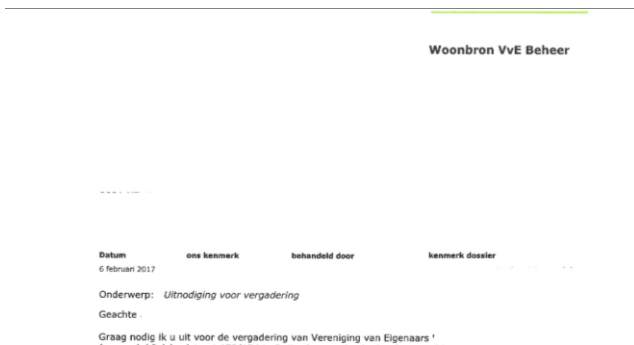 Woonbron VvE Beheer
Datum ons kenmerk behandeld door kenmerk dossier
6 februari 2017
Onderwerp: Uitnodiging voor vergadering
Geachte
Graag nodig ik u uit voor de vergadering van Vereniging van Eigenaars '